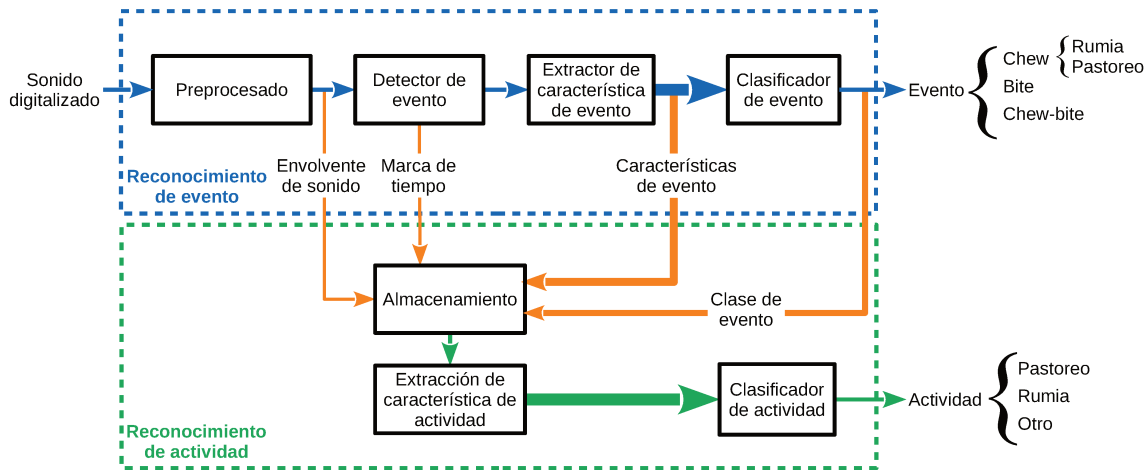 Sonido
digitalizado
Preprocesado
Detector de
evento
Extractor de
característica
de evento
Clasificador
de evento
Evento
Chew
Rumia
Pastoreo
Bite
Chew-bite
Reconocimiento
de evento
Envolvente
de sonido
Marca de
tiempo
Características
de evento
Almacenamiento
Clase de
evento
Extracción de
característica de
actividad
Clasificador
de actividad
Actividad
Pastoreo
Rumia
Otro
Reconocimiento
de actividad